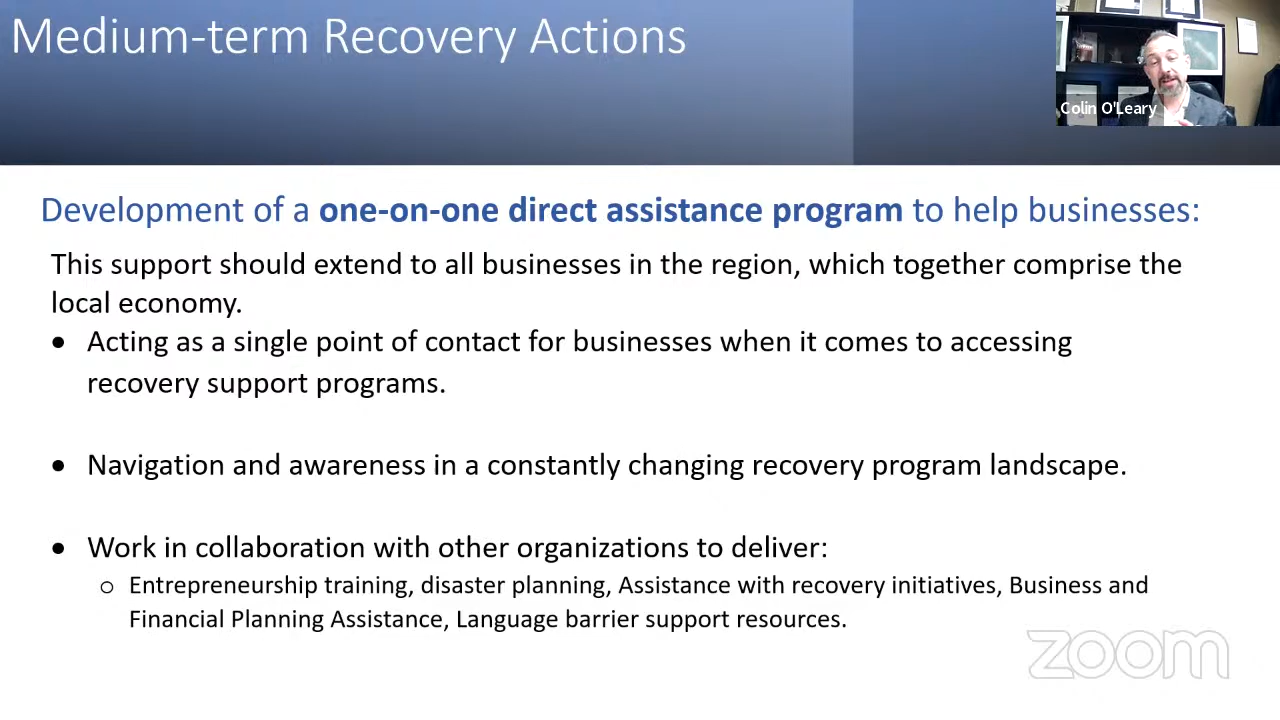 Medium-term Recovery Actions
Colin O'Leary
Development of a one-on-one direct assistance program to help businesses:
This support should extend to all businesses in the region, which together comprise the
local economy.
• Acting as a single point of contact for businesses when it comes to accessing
recovery support programs.
• Navigation and awareness in a constantly changing recovery program landscape.
• Work in collaboration with other organizations to deliver:
o Entrepreneurship training, disaster planning, Assistance with recovery initiatives, Business and
Financial Planning Assistance, Language barrier support resources.
zoom